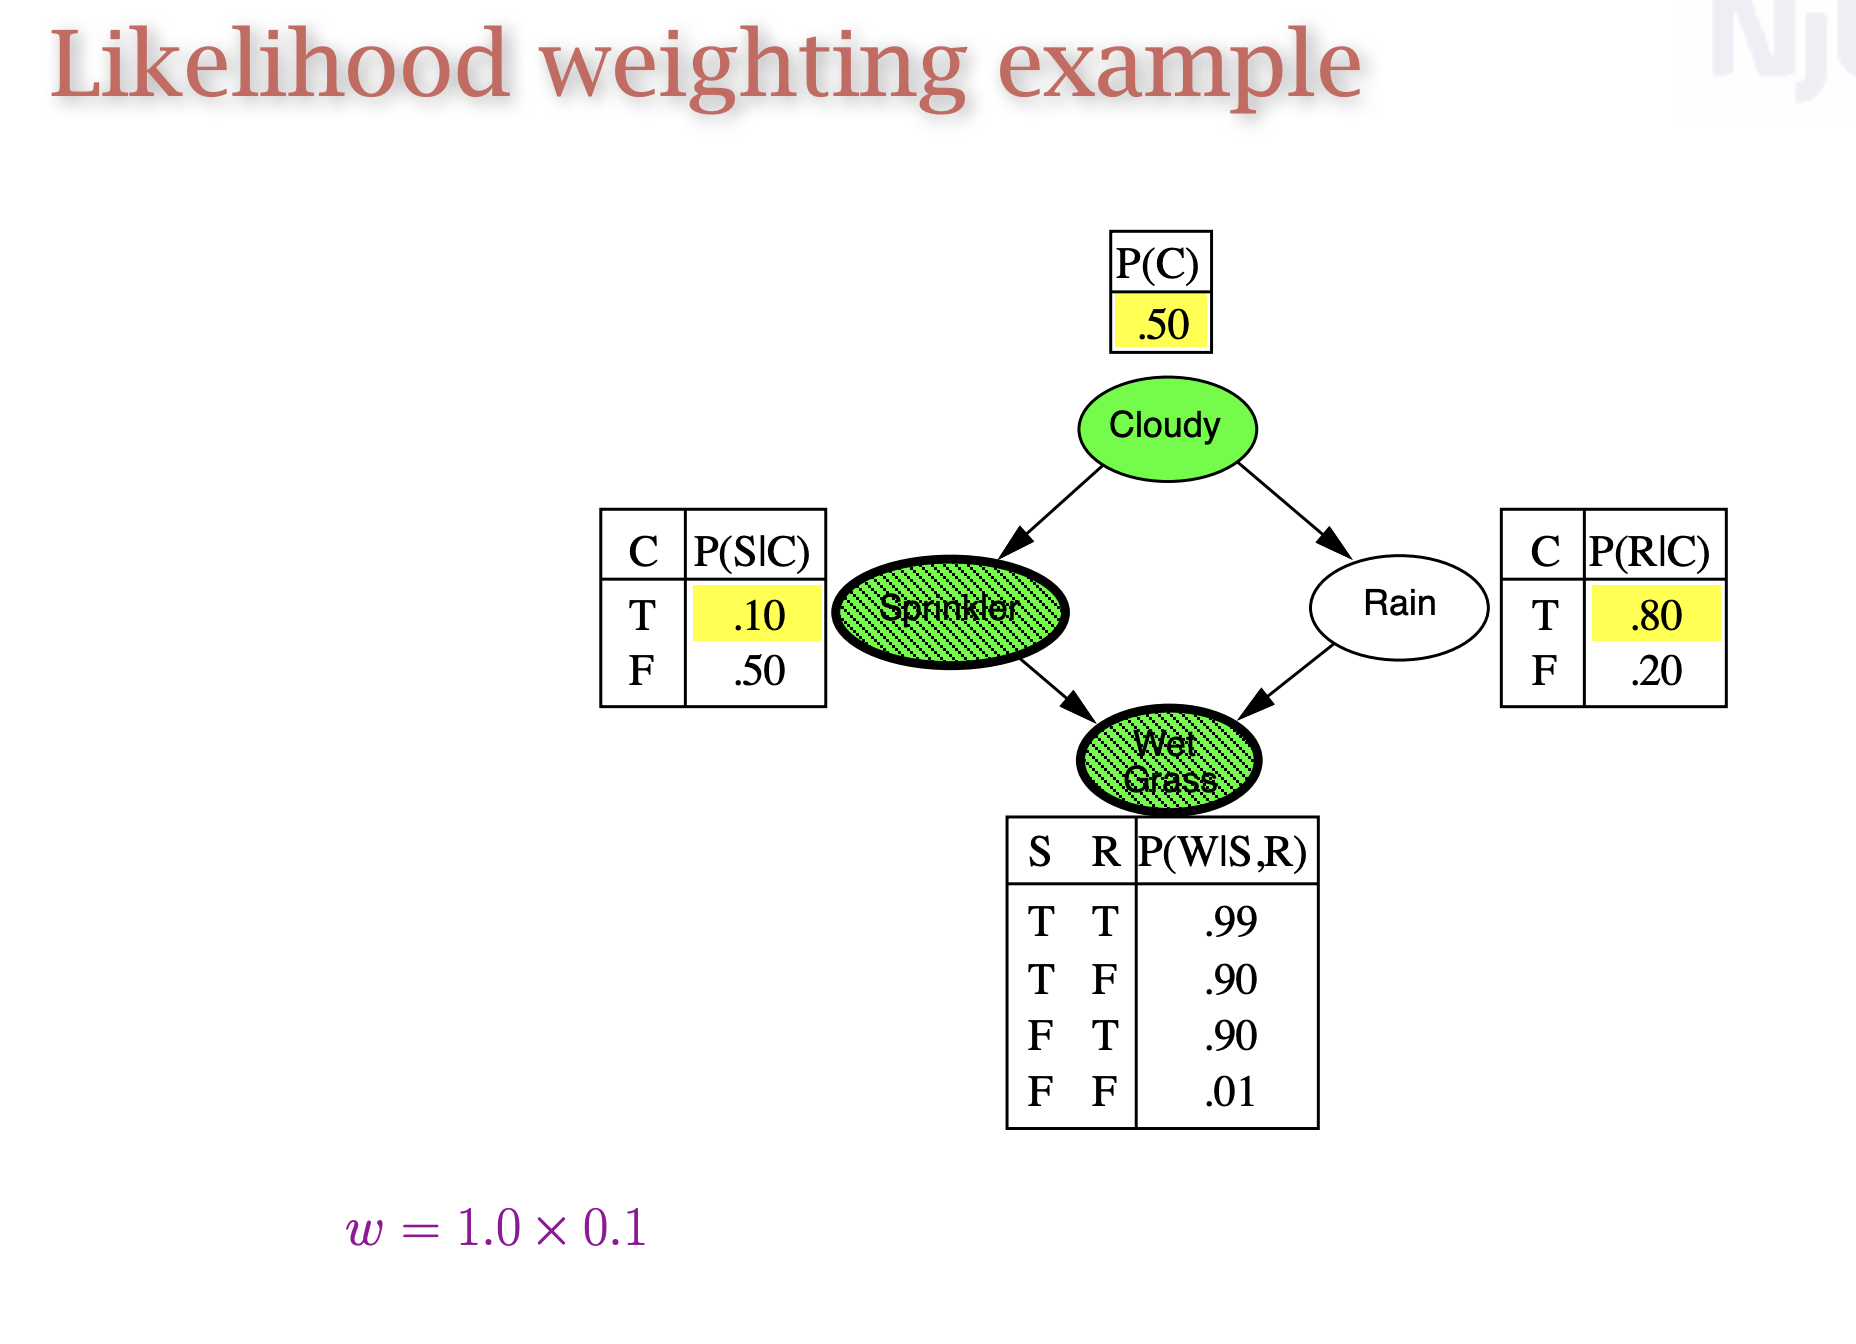 Likelihood weighting example
P(C)
.50
Cloudy
C P(S|C)
T .10
F .50
Sprinkler
Rain
C P(R|C)
T .80
F .20
Wet
Grass
S R P(W|S,R)
T T .99
T F .90
F T .90
F F .01
w = 1.0 × 0.1